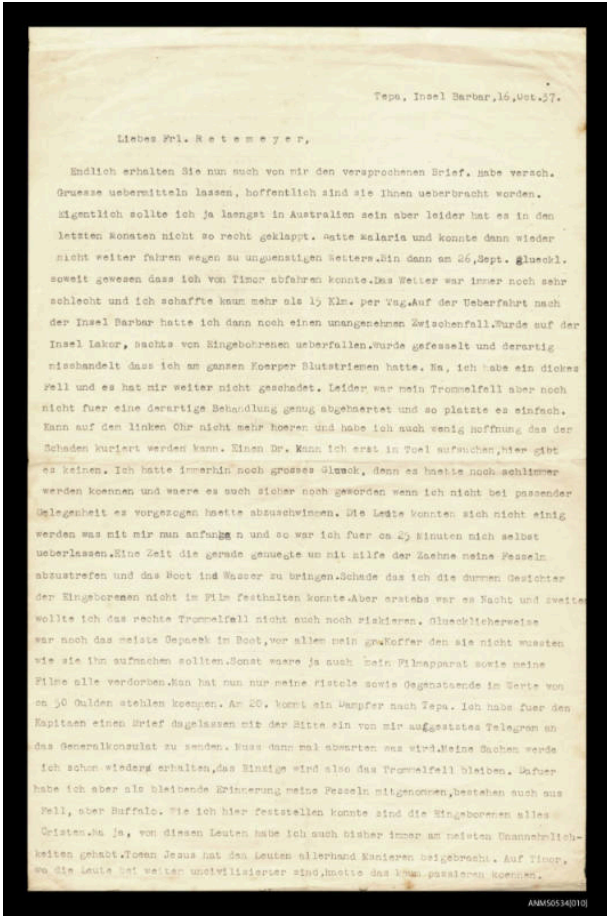 Tepa, Insel Barbar,16,Oct.37.
Liebes Frl. R e t e m e y e r,
Endlich erhalten Sie nun auch von mir den versprochenen Brief. Habe versch.
Gruesse uebermitteln lassen, hoffentlich sind sie Ihnen ueberbracht worden.
Eigentlich sollte ich ja laengst in Australien sein aber leider hat es in den
letzten Monaten nicht so recht geklappt. Hatte Malaria und konnte dann wieder
nicht weiter fahren wegen zu unguenstigen Wetters.Bin dann am 26,Sept. glueckl.
soweit gewesen dass ich von Timor abfahren konnte.Das Wetter war immer noch sehr
schlecht und ich schaffte kaum mehr als 15 Klm. per Tag.Auf der Ueberfahrt nach
der Insel Barbar hatte ich dann noch einen unangenehmen Zwischenfall.Wurde auf der
Insel Lakor, nachts von Eingebohrenen ueberfallen.Wurde gefesselt und derartig
misshandelt dass ich am ganzen Koerper Blutstriemen hatte. Na, ich habe ein dickes
Fell und es hat mir weiter nicht geschadet. Leider war mein Trommelfell aber noch
nicht fuer eine derartige Behandlung genug abgehaertet und so platzte es einfach.
Kann auf dem linken Ohr nicht mehr hoeren und habe ich auch wenig hoffnung das der
Schaden kuriert werden kann. Einen Dr. kann ich erst in Toel aufsuchen,hier gibt
es keinen. Ich hatte immerhin noch grosses Glueck, denn es haette noch schlimmer
werden koennen und waere es auch sicher noch geworden wenn ich nicht bei passender
Gelegenheit es vorgezogen haette abzuschwimmen. Die Leute konnten sich nicht einig
werden was mit mir nun anfangen und so war ich fuer ca 25 Minuten mich selbst
ueberlassen.Eine Zeit die gerade genuegte um mit hilfe der Zaehne meine Fesseln
abzustrefen und das Boot ins Wasser zu bringen.Schade das ich die dummen Gesichter
der Eingeborenen nicht im Film festhalten konnte.Aber erstens war es Nacht und zweitens
wollte ich das rechte Trommelfell nicht auch noch riskieren. Gluecklicherweise
war noch das meiste Gepaeck im Boot,vor allem mein Koffer den sie nicht wussten
wie sie ihn aufmachen sollten.Sonst waere ja auch mein Filmapparat sowie meine
Filme alle verdorben.Man hat nun nur meine Pistole sowie Gegenstaende im Werte von
ca 50 Gulden stehlen koennen. Am 20. kommt ein Dampfer nach Tepa. Ich habe fuer den
Kapitaen einen Brief dagelassen mit der Bitte ein von mir aufgestztes Telegram an
das Generalkonsulat zu senden. Muss dann mal abwarten was wird.Meine Sachen werde
ich schon wieder erhalten,das Einzige wird also das Trommelfell bleiben. Dafuer
habe ich aber als bleibende Erinnerung meine Fesseln mitgenommen,bestehen auch aus
Fell, aber Buffalo. Wie ich hier feststellen konnte sind die Eingeborenen alles
Cristen.Na ja, von diesen Leuten habe ich auch bisher immer am meisten Unannehmlich-
keiten gehabt.Towan Jesus hat den Leuten allerhand Manieren beigebracht. Auf Timor,
wo die Leute bei weiten uncivilisierter sind,haette das kaum passieren koennen.
ANMS0534[010]